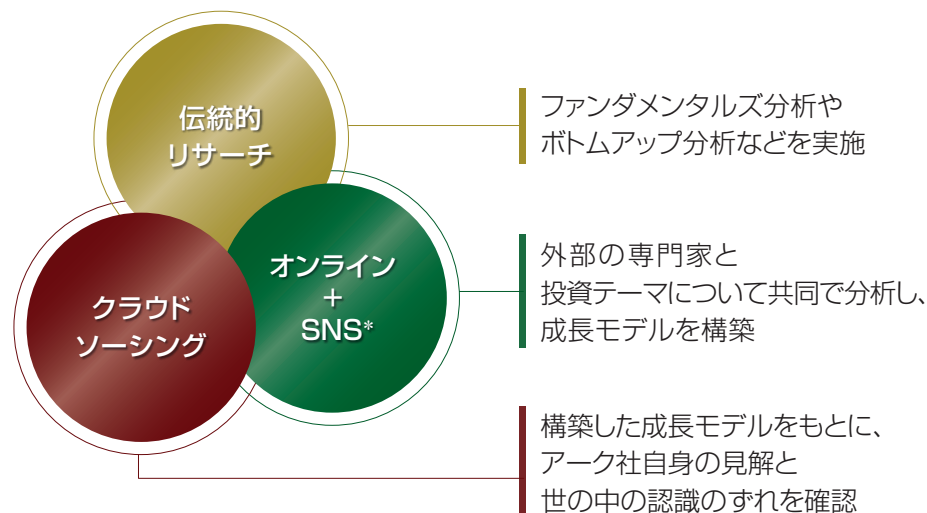 伝統的
リサーチ
ファンダメンタルズ分析や
ボトムアップ分析などを実施
オンライン
+
SNS*
外部の専門家と
投資テーマについて共同で分析し、
成長モデルを構築
クラウド
ソーシング
構築した成長モデルをもとに、
アーク社自身の見解と
世の中の認識のずれを確認